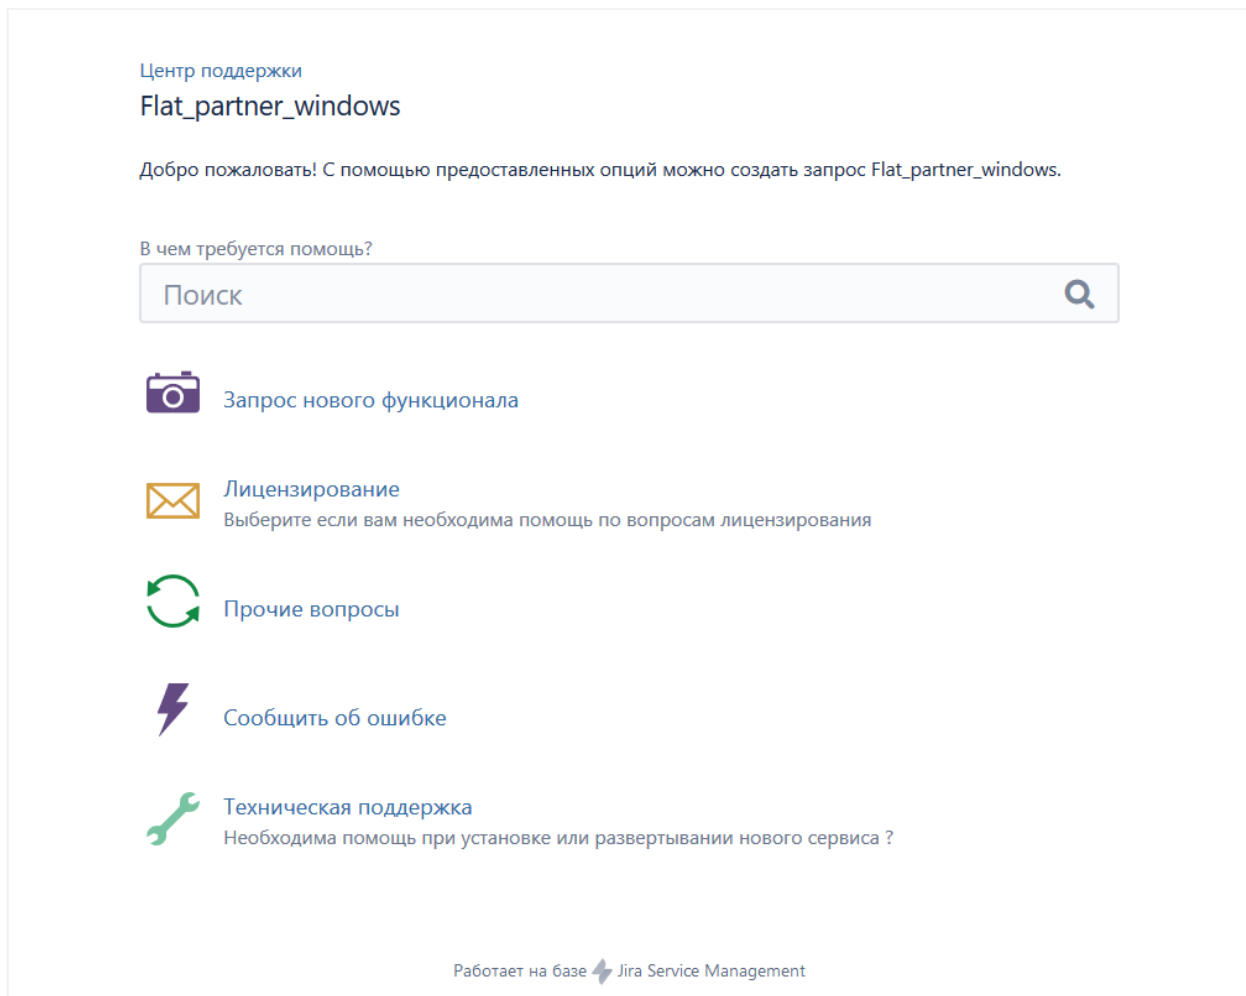 Центр поддержки
Flat_partner_windows
Добро пожаловать! С помощью предоставленных опций можно создать запрос Flat_partner_windows.
В чем требуется помощь?
Поиск
Запрос нового функционала
Лицензирование
Выберите если вам необходима помощь по вопросам лицензирования
Прочие вопросы
Сообщить об ошибке
Техническая поддержка
Необходима помощь при установке или развертывании нового сервиса ?
Работает на базе Jira Service Management